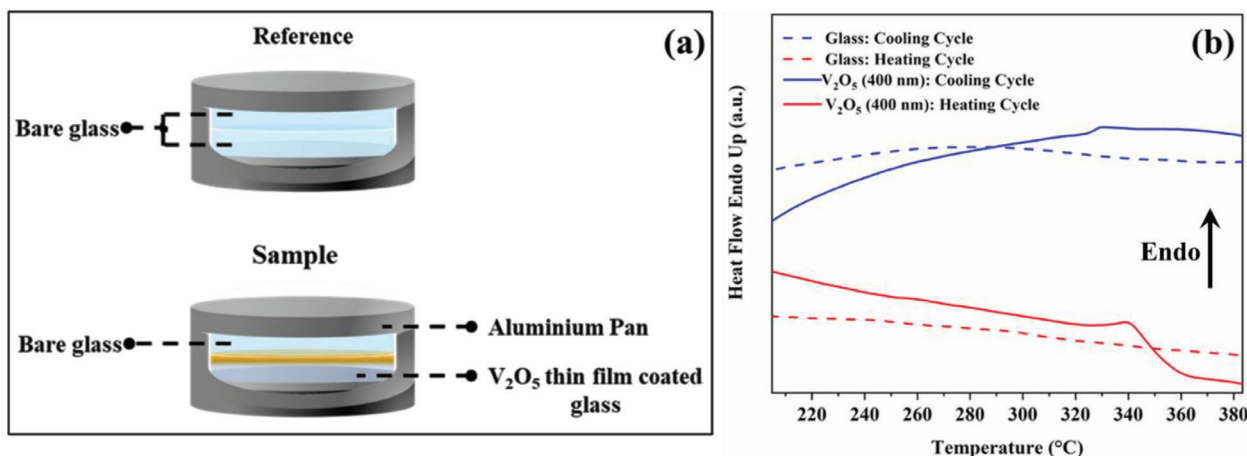 Reference
(a)
Bare glass
Sample
Bare glass
Aluminium Pan
V₂O₅ thin film coated
glass
(b)
Glass: Cooling Cycle
Glass: Heating Cycle
V₂O₅ (400 nm): Cooling Cycle
V₂O₅ (400 nm): Heating Cycle
Heat Flow Endo Up (a.u.)
Endo
220 240 260 280 300 320 340 360 380
Temperature (°C)